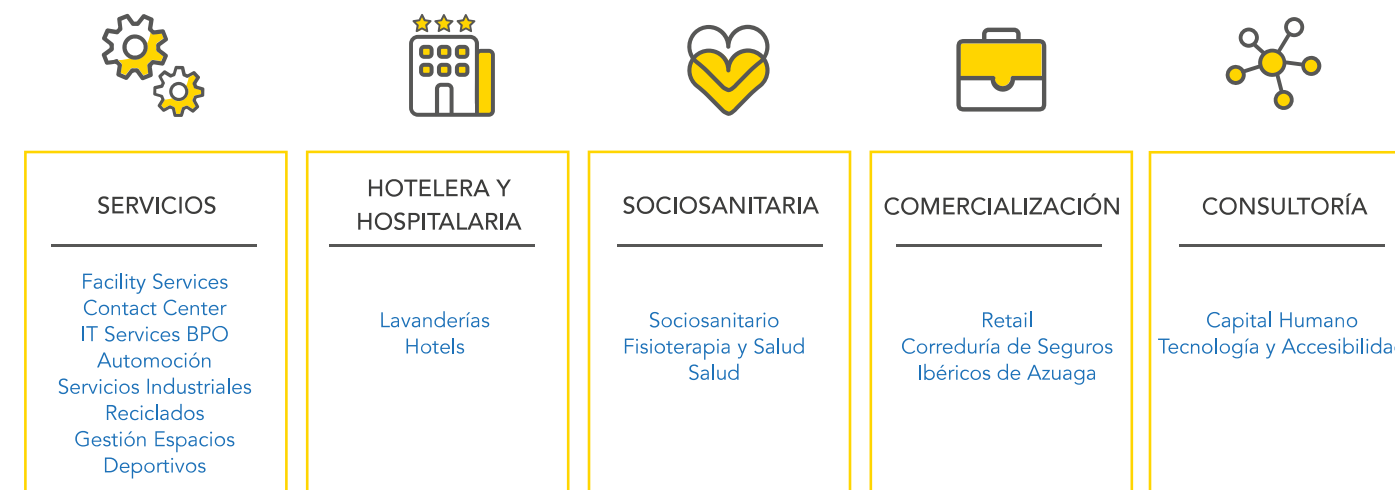 SERVICIOS
Facility Services
Contact Center
IT Services BPO
Automoción
Servicios Industriales
Reciclados
Gestión Espacios
Deportivos
HOTELERA Y
HOSPITALARIA
Lavanderías
Hotels
SOCIOSANITARIA
Sociosanitario
Fisioterapia y Salud
Salud
COMERCIALIZACIÓN
Retail
Correduría de Seguros
Ibéricos de Azuaga
CONSULTORÍA
Capital Humano
Tecnología y